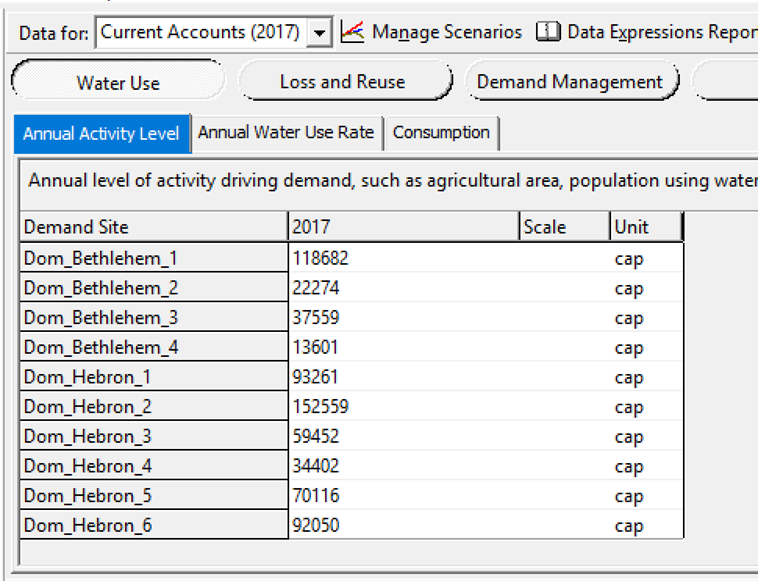 Data for: Current Accounts (2017) Manage Scenarios Data Expressions Repor
Water Use Loss and Reuse Demand Management
Annual Activity Level Annual Water Use Rate Consumption
Annual level of activity driving demand, such as agricultural area, population using water
Demand Site 2017 Scale Unit
Dom_Bethlehem_1 118682 cap
Dom_Bethlehem_2 22274 cap
Dom_Bethlehem_3 37559 cap
Dom_Bethlehem_4 13601 cap
Dom_Hebron_1 93261 cap
Dom_Hebron_2 152559 cap
Dom_Hebron_3 59452 cap
Dom_Hebron_4 34402 cap
Dom_Hebron_5 70116 cap
Dom_Hebron_6 92050 cap